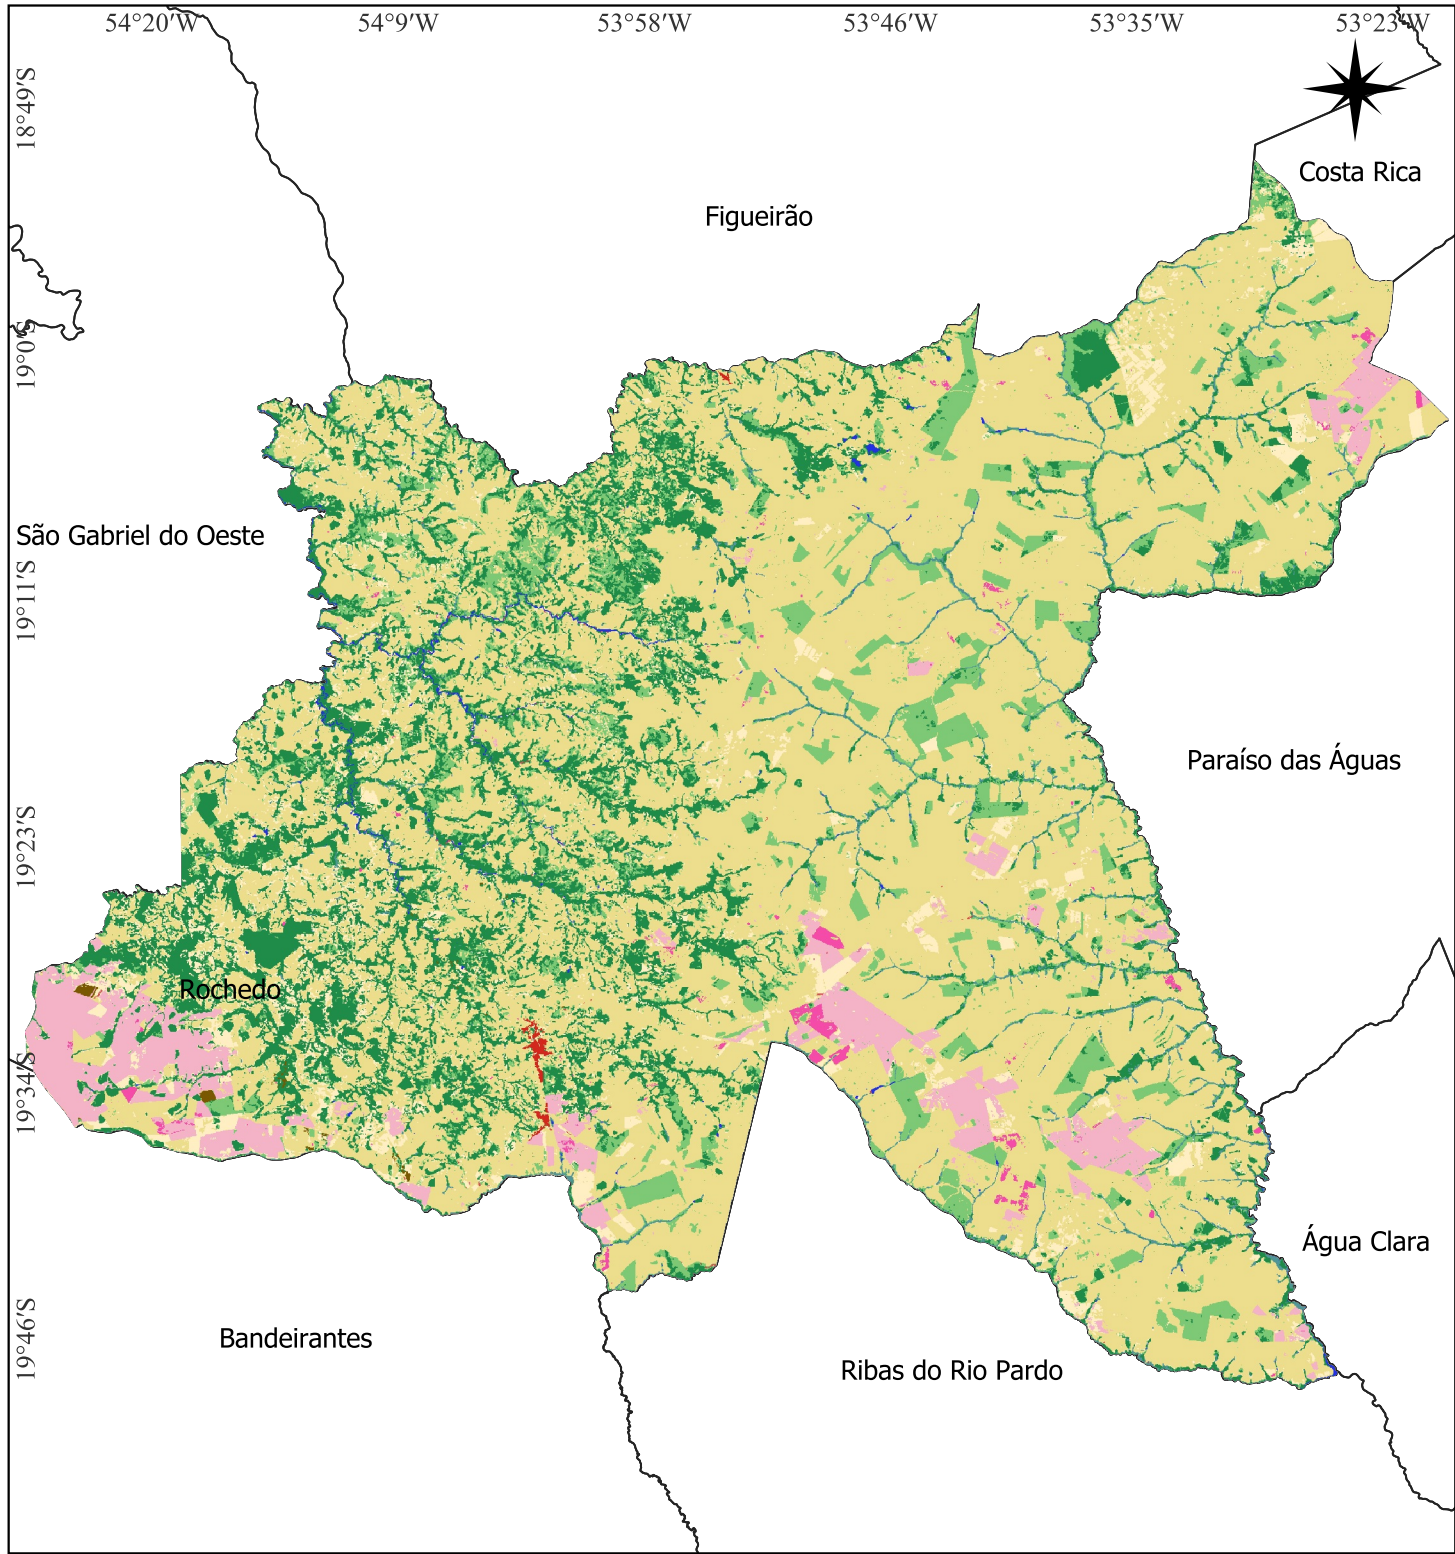 54°20'W 54°9'W 53°58'W 53°46'W 53°35'W 53°23'W
18°49'S
Costa Rica
Figueirão
19°0'S
São Gabriel do Oeste
19°11'S
Paraíso das Águas
19°23'S
Rochedo
19°34'S
Água Clara
19°46'S
Bandeirantes
Ribas do Rio Pardo